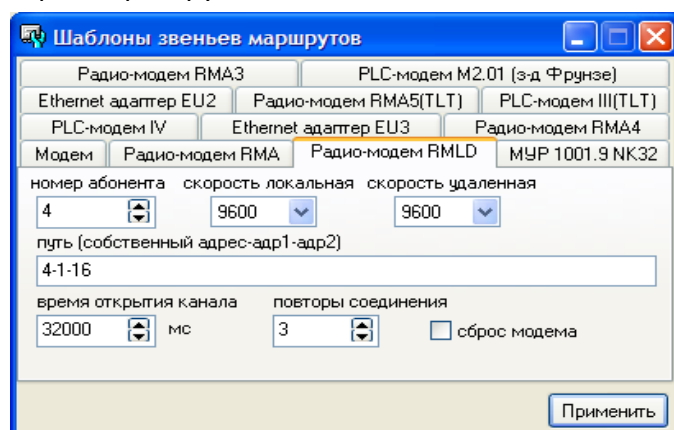 Шаблоны звеньев маршрутов
Радио-модем RMA3 PLC-модем M2.01 (з-д Фрунзе)
Ethernet адаптер EU2 Радио-модем RMA5(TLT) PLC-модем III(TLT)
PLC-модем IV Ethernet адаптер EU3 Радио-модем RMA4
Модем Радио-модем RMA Радио-модем RMLD МУР 1001.9 NK32
номер абонента скорость локальная скорость удаленная
4 9600 9600
путь (собственный адрес-адр1-адр2)
4-1-16
время открытия канала повторы соединения
32000 мс 3 сброс модема
Применить